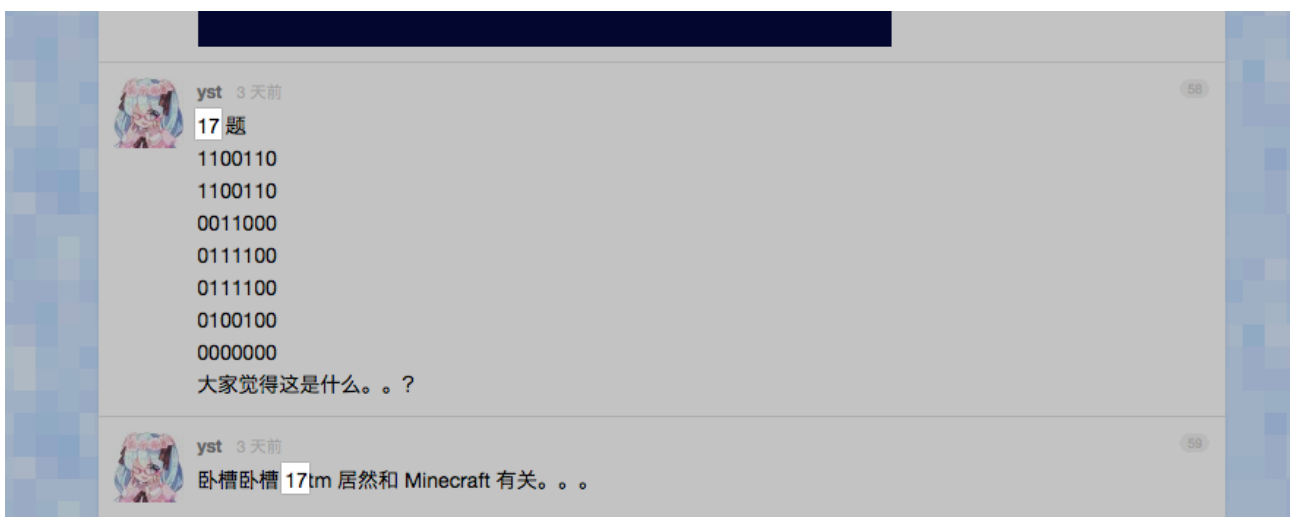 yst 3 天前 58
17 题
1100110
1100110
0011000
0111100
0111100
0100100
0000000
大家觉得这是什么。。?
yst 3 天前 59
卧槽卧槽 17tm 居然和 Minecraft 有关。。。